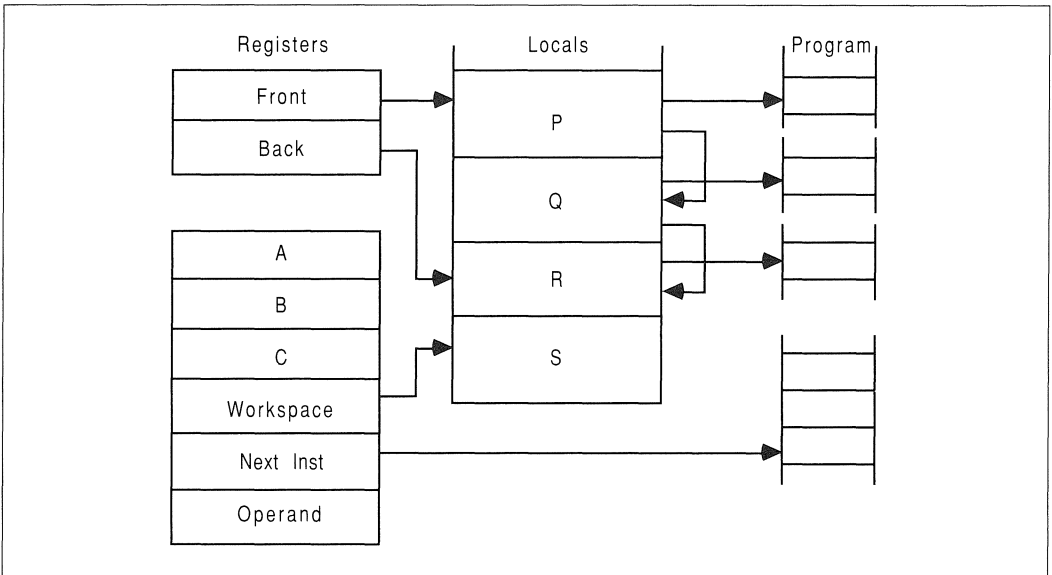 Registers
Locals
Program
Front
Back
A
B
C
Workspace
Next Inst
Operand
P
Q
R
S